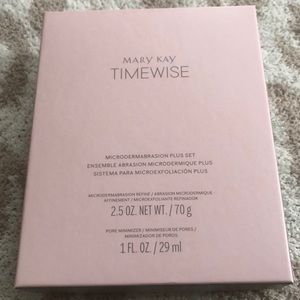 MARY KAY
TIMEWISE
MICRODERMABRASION PLUS SET
ENSEMBLE ABRASION MICRODERMIQUE PLUS
SISTEMA PARA MICROEXFOLIACIÓN PLUS
MICRODERMABRASION REFINE / ABRASION MICRODERMIQUE
AFFINEMENT / MICROEXFOLIANTE REFINADOR
2.5 OZ. NET WT. / 70 g
PORE MINIMIZER / MINIMISEUR DE PORES /
MINIMIZADOR DE POROS
1 FL. OZ. / 29 ml